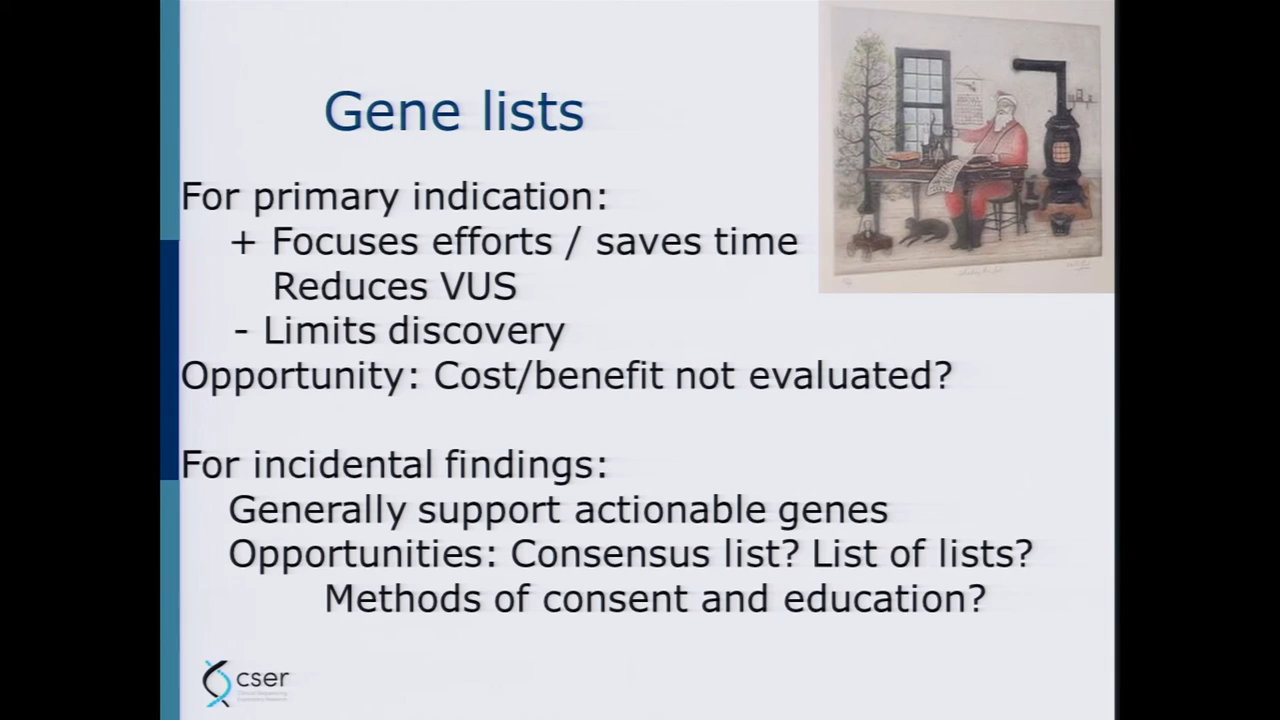 Gene lists
For primary indication:
+ Focuses efforts / saves time
Reduces VUS
- Limits discovery
Opportunity: Cost/benefit not evaluated?
For incidental findings:
Generally support actionable genes
Opportunities: Consensus list? List of lists?
Methods of consent and education?
cser